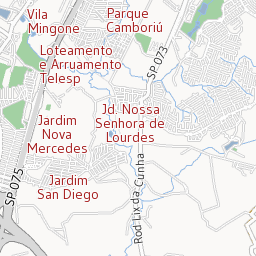 Vila
Mingone
Parque
Camboriú
Loteamento
e Arruamento
Telesp
SP.073
Jd. Nossa
Senhora de
Lourdes
Jardim
Nova
Mercedes
Jardim
San Diego
SP.075
Rod Lix da Cunha